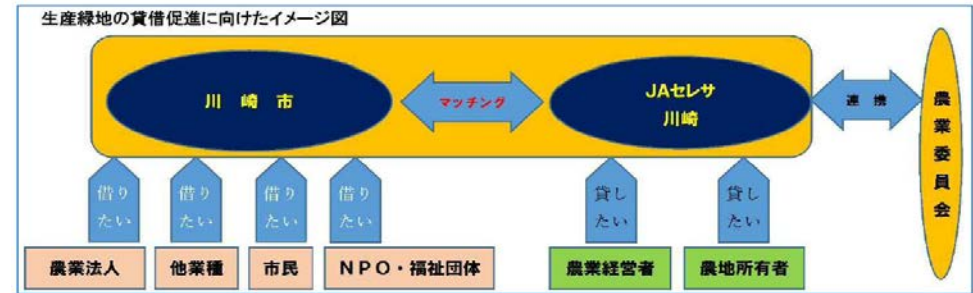 生産緑地の貸借促進に向けたイメージ図
川 崎 市
マッチング
JAセレサ
川崎
連 携
農業委員会
借り
たい
借り
たい
借り
たい
借り
たい
貸し
たい
貸し
たい
農業法人
他業種
市民
NPO・福祉団体
農業経営者
農地所有者